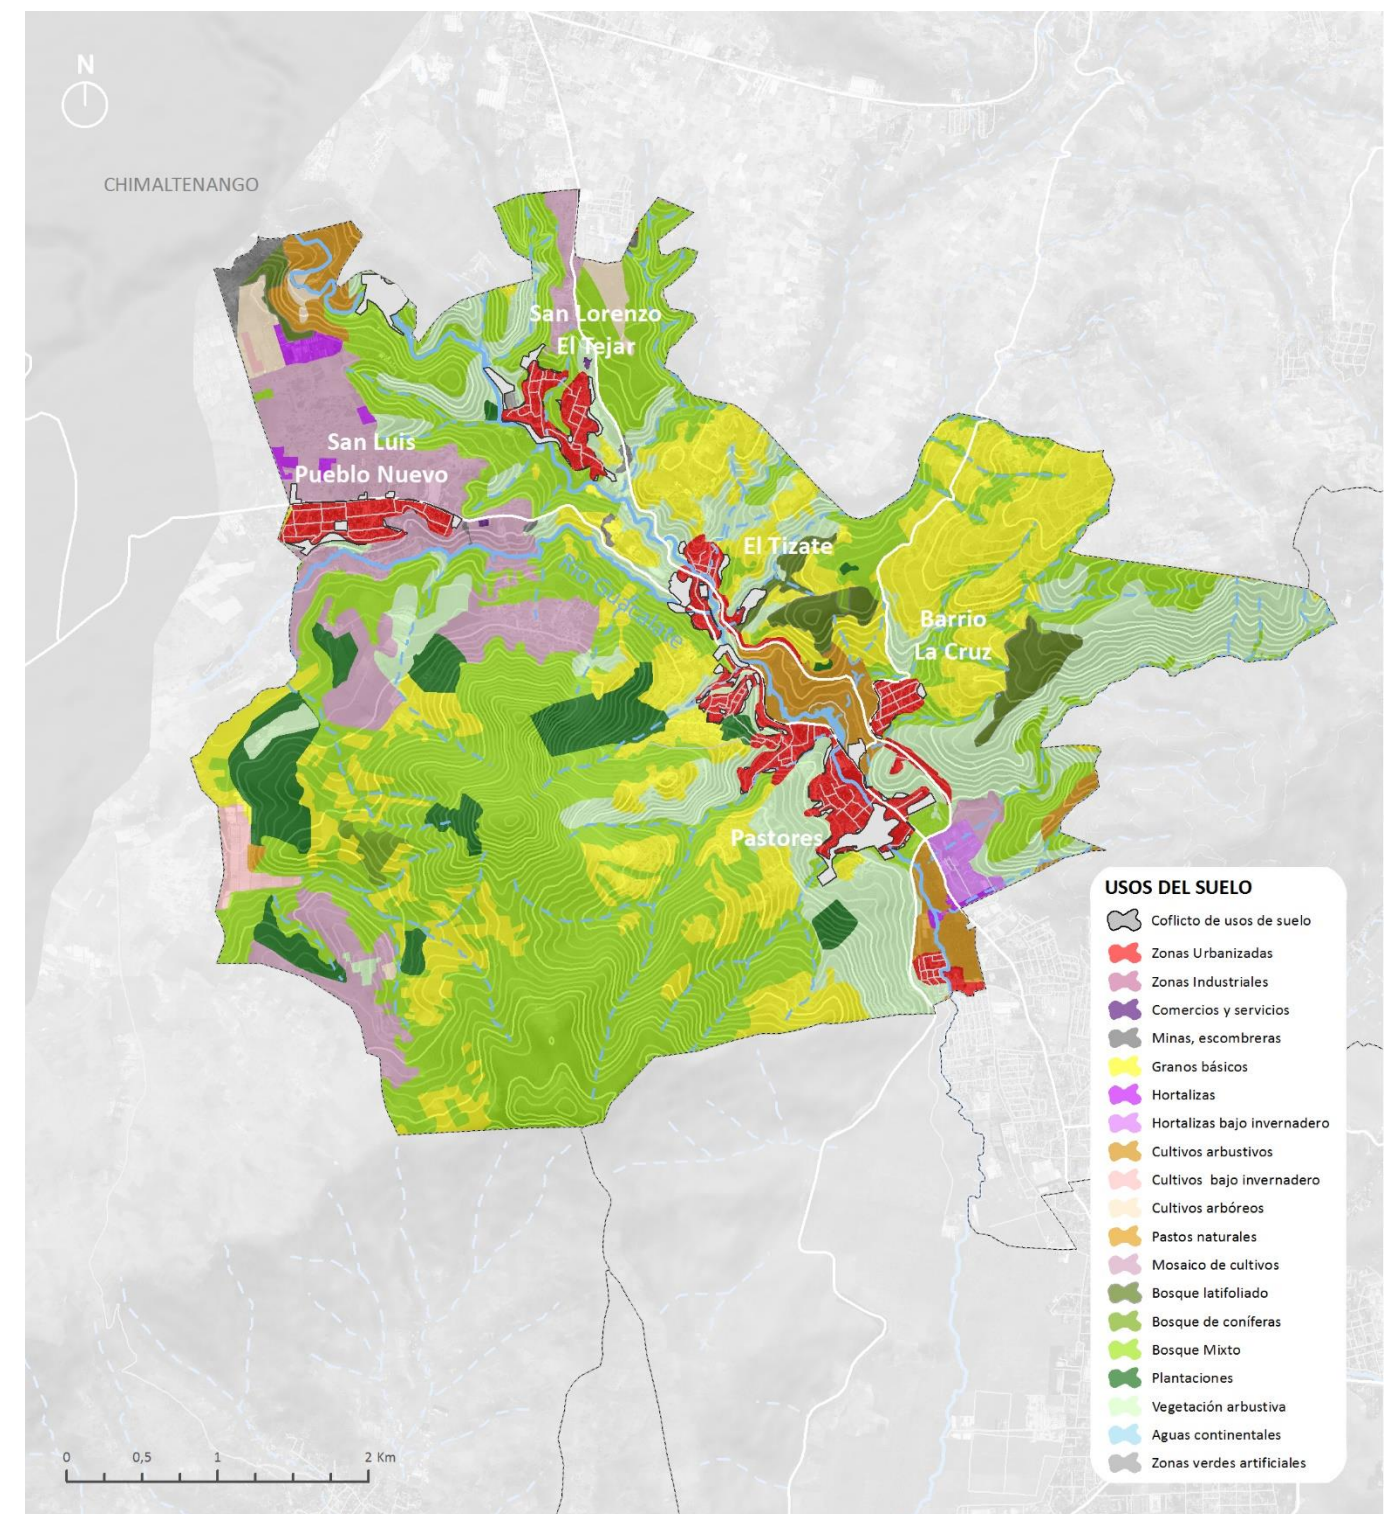 N
CHIMALTENANGO
San Lorenzo
El Tejar
San Luis
Pueblo Nuevo
El Tizate
Río Guacalate
Barrio
La Cruz
Pastores
USOS DEL SUELO
Coflicto de usos de suelo
Zonas Urbanizadas
Zonas Industriales
Comercios y servicios
Minas, escombreras
Granos básicos
Hortalizas
Hortalizas bajo invernadero
Cultivos arbustivos
Cultivos bajo invernadero
Cultivos arbóreos
Pastos naturales
Mosaico de cultivos
Bosque latifoliado
Bosque de coníferas
Bosque Mixto
Plantaciones
Vegetación arbustiva
Aguas continentales
Zonas verdes artificiales
0 0,5 1 2 Km